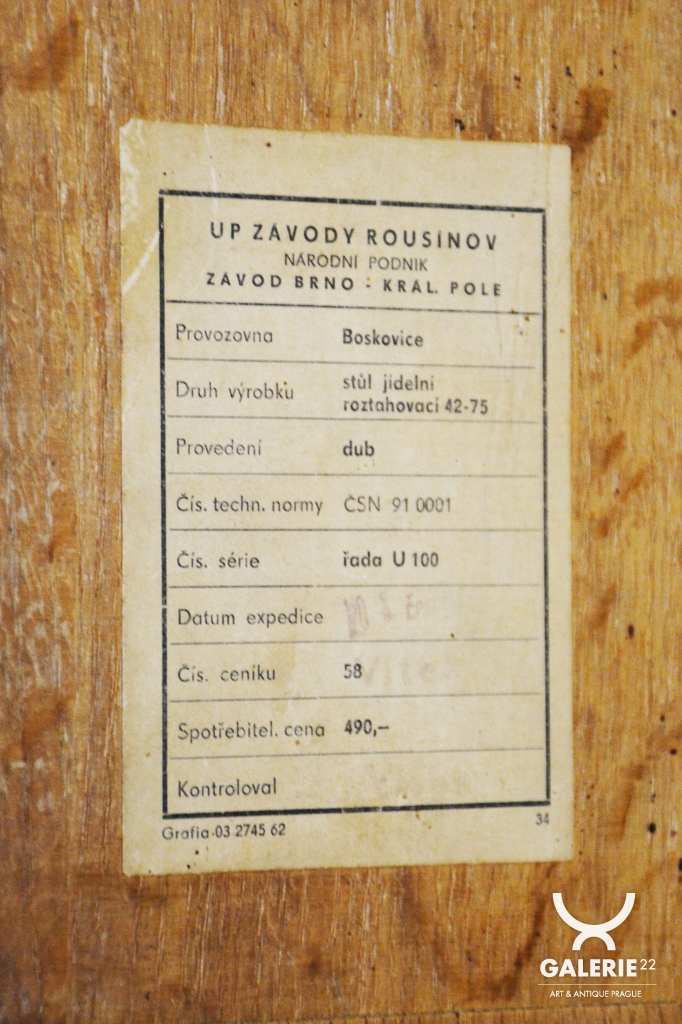 UP ZÁVODY ROUSÍNOV
NÁRODNÍ PODNIK
ZÁVOD BRNO - KRÁL. POLE
Provozovna Boskovice
Druh výrobku stůl jídelní
roztahovací 42-75
Provedení dub
Čís. techn. normy ČSN 91 0001
Čís. série řada U 100
Datum expedice
Čís. ceníku 58
Spotřebitel. cena 490,—
Kontroloval
Grafia-03 2745 62 34
GALERIE 22
ART & ANTIQUE PRAGUE